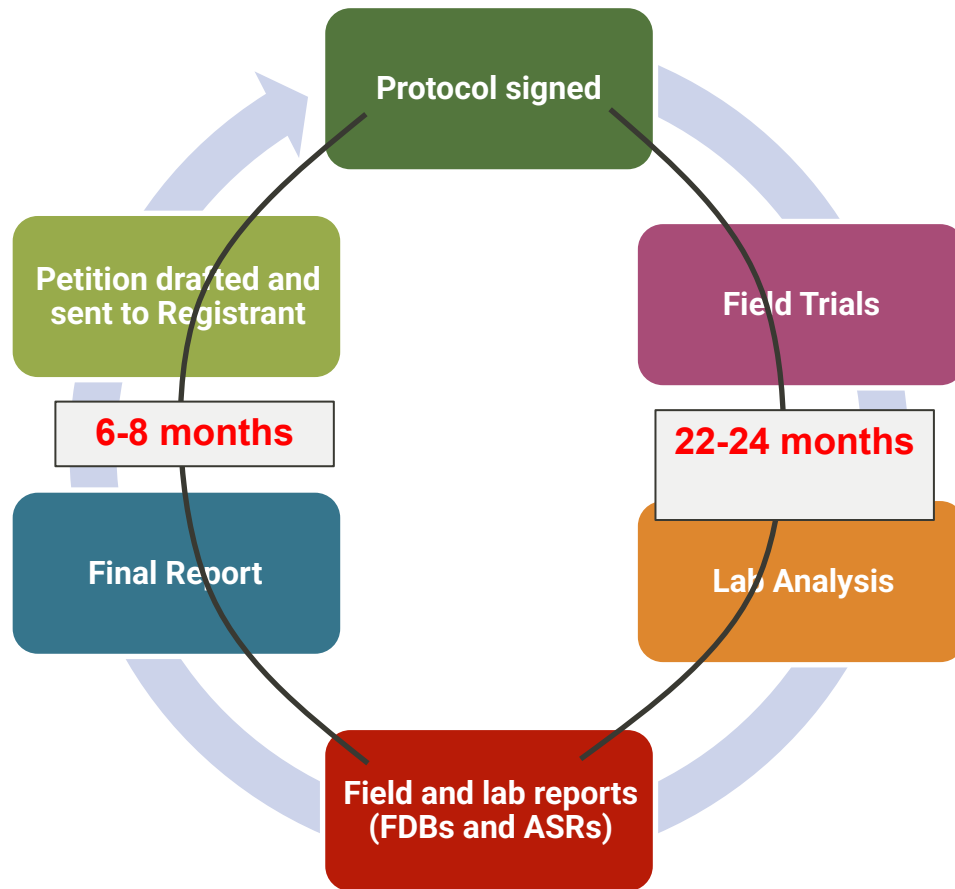 Protocol signed
Petition drafted and
sent to Registrant
Field Trials
6-8 months
22-24 months
Final Report
Lab Analysis
Field and lab reports
(FDBs and ASRs)